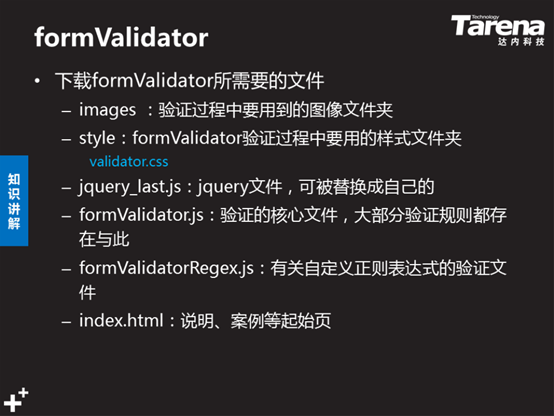 formValidator
Technology
Tarena
达内科技
• 下载formValidator所需要的文件
– images ：验证过程中要用到的图像文件夹
– style：formValidator验证过程中要用的样式文件夹
validator.css
– jquery_last.js：jquery文件，可被替换成自己的
– formValidator.js：验证的核心文件，大部分验证规则都存
在与此
– formValidatorRegex.js：有关自定义正则表达式的验证文
件
– index.html：说明、案例等起始页
知
识
讲
解